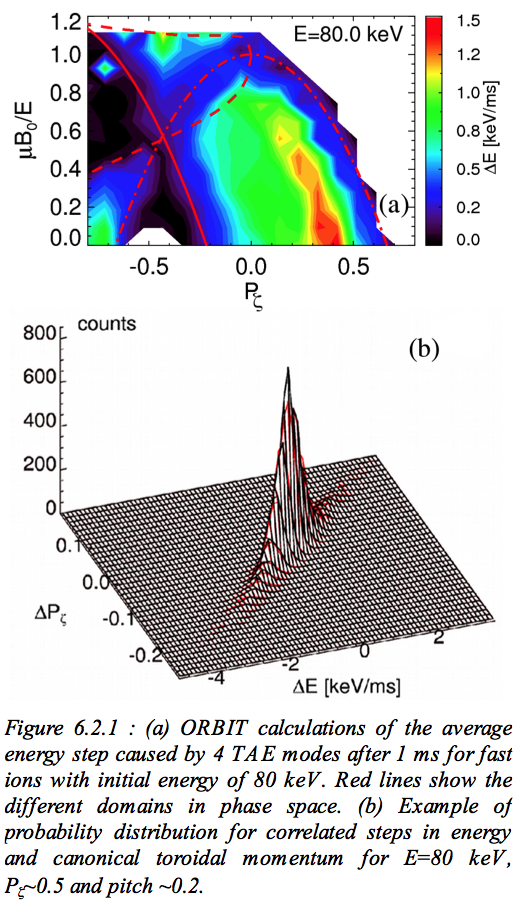 1.2
1.0
0.8
0.6
0.4
0.2
0.0
μB₀/E
E=80.0 keV
(a)
-0.5
0.0
0.5
Pζ
1.5
1.2
1.0
0.8
0.5
0.2
0.0
ΔE [keV/ms]
800
600
400
200
0
counts
(b)
0.1
0.0
-0.1
-0.2
ΔPζ
-4
-2
0
2
ΔE [keV/ms]
Figure 6.2.1 : (a) ORBIT calculations of the average
energy step caused by 4 TAE modes after 1 ms for fast
ions with initial energy of 80 keV. Red lines show the
different domains in phase space. (b) Example of
probability distribution for correlated steps in energy
and canonical toroidal momentum for E=80 keV,
Pζ~0.5 and pitch ~0.2.